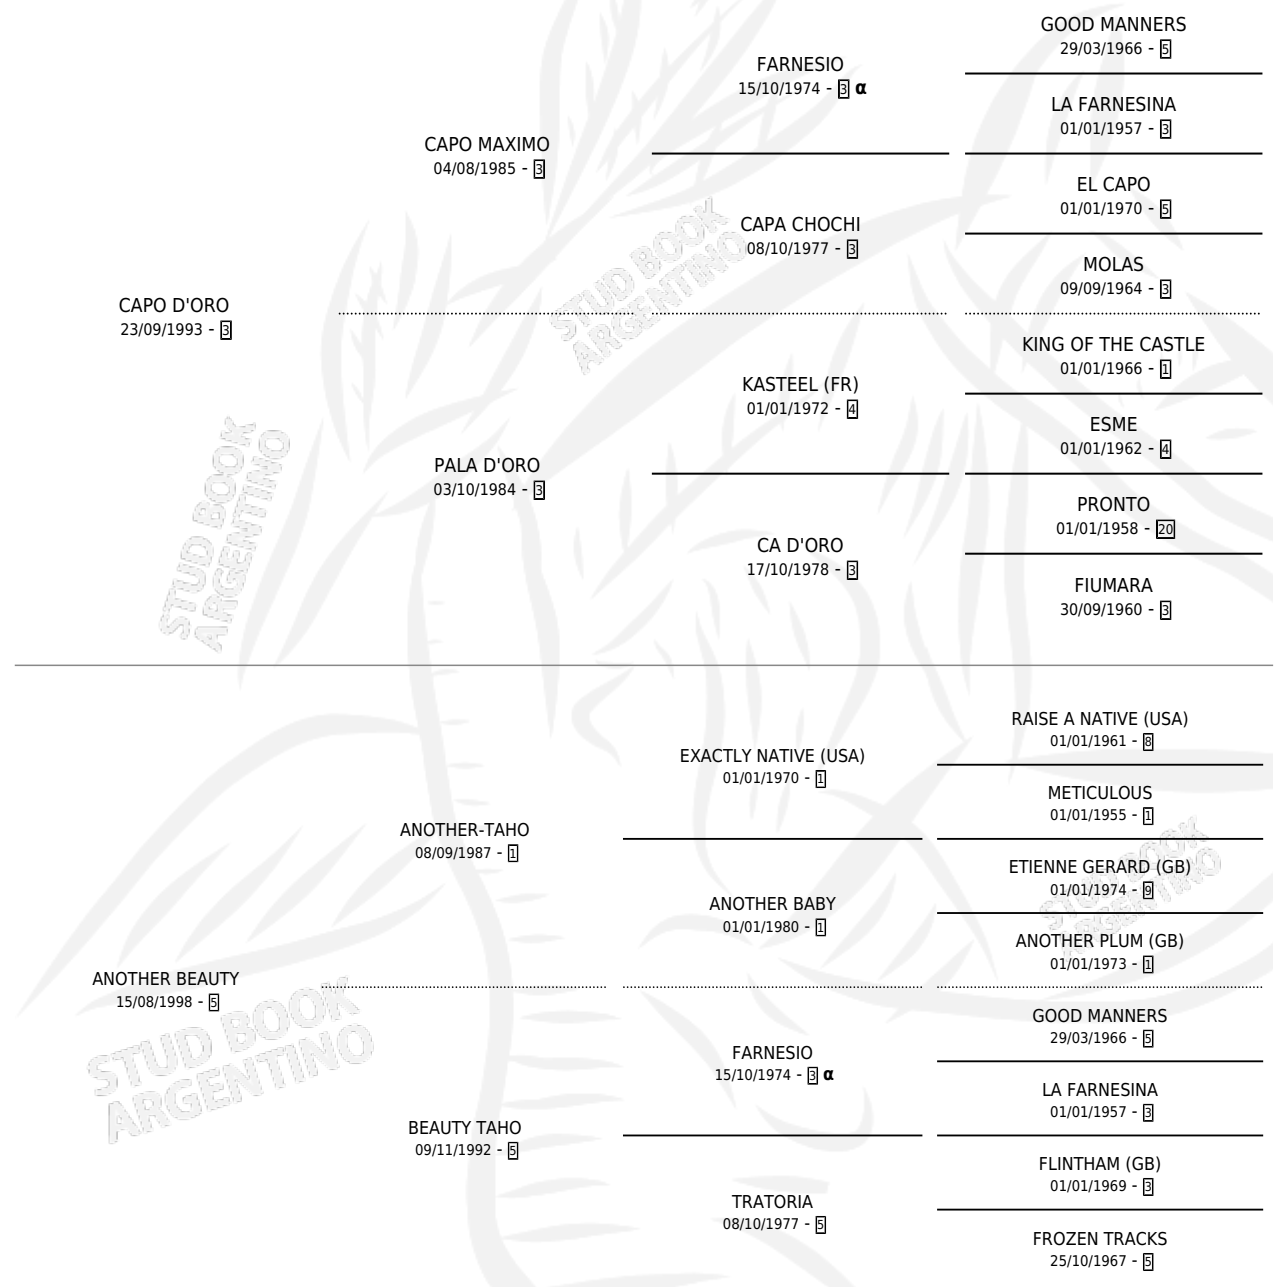 GOOD MANNERS
29/03/1966 - 5
FARNESIO
15/10/1974 - 3 α
LA FARNESINA
01/01/1957 - 3
CAPO MAXIMO
04/08/1985 - 3
EL CAPO
01/01/1970 - 5
CAPA CHOCHI
08/10/1977 - 3
MOLAS
09/09/1964 - 3
STUD BOOK
ARGENTINO
CAPO D'ORO
23/09/1993 - 3
KING OF THE CASTLE
01/01/1966 - 1
KASTEEL (FR)
01/01/1972 - 4
ESME
01/01/1962 - 4
PALA D'ORO
03/10/1984 - 3
PRONTO
01/01/1958 - 20
CA D'ORO
17/10/1978 - 3
FIUMARA
30/09/1960 - 3
STUD BOOK
ARGENTINO
RAISE A NATIVE (USA)
01/01/1961 - 8
EXACTLY NATIVE (USA)
01/01/1970 - 1
METICULOUS
01/01/1955 - 1
ANOTHER-TAHO
08/09/1987 - 1
ETIENNE GERARD (GB)
01/01/1974 - 9
ANOTHER BABY
01/01/1980 - 1
ANOTHER PLUM (GB)
01/01/1973 - 1
STUD BOOK
ARGENTINO
ANOTHER BEAUTY
15/08/1998 - 5
GOOD MANNERS
29/03/1966 - 5
FARNESIO
15/10/1974 - 3 α
LA FARNESINA
01/01/1957 - 3
STUD BOOK
ARGENTINO
BEAUTY TAHO
09/11/1992 - 5
FLINTHAM (GB)
01/01/1969 - 3
TRATORIA
08/10/1977 - 5
FROZEN TRACKS
25/10/1967 - 5